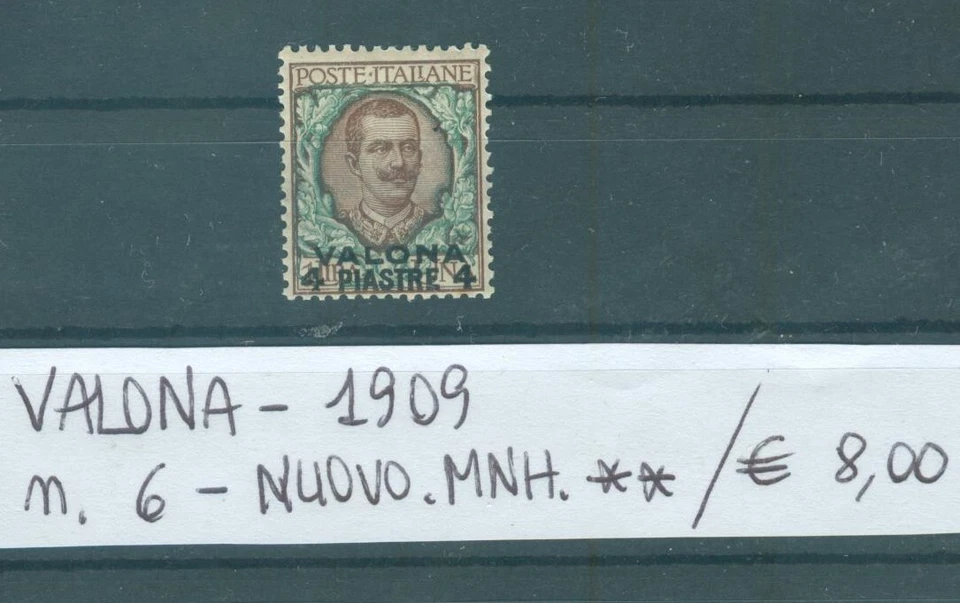 POSTE·ITALIANE
VALONA
4 PIASTRE 4
VALONA - 1909
n. 6 - NUOVO. MNH. ** / € 8,00